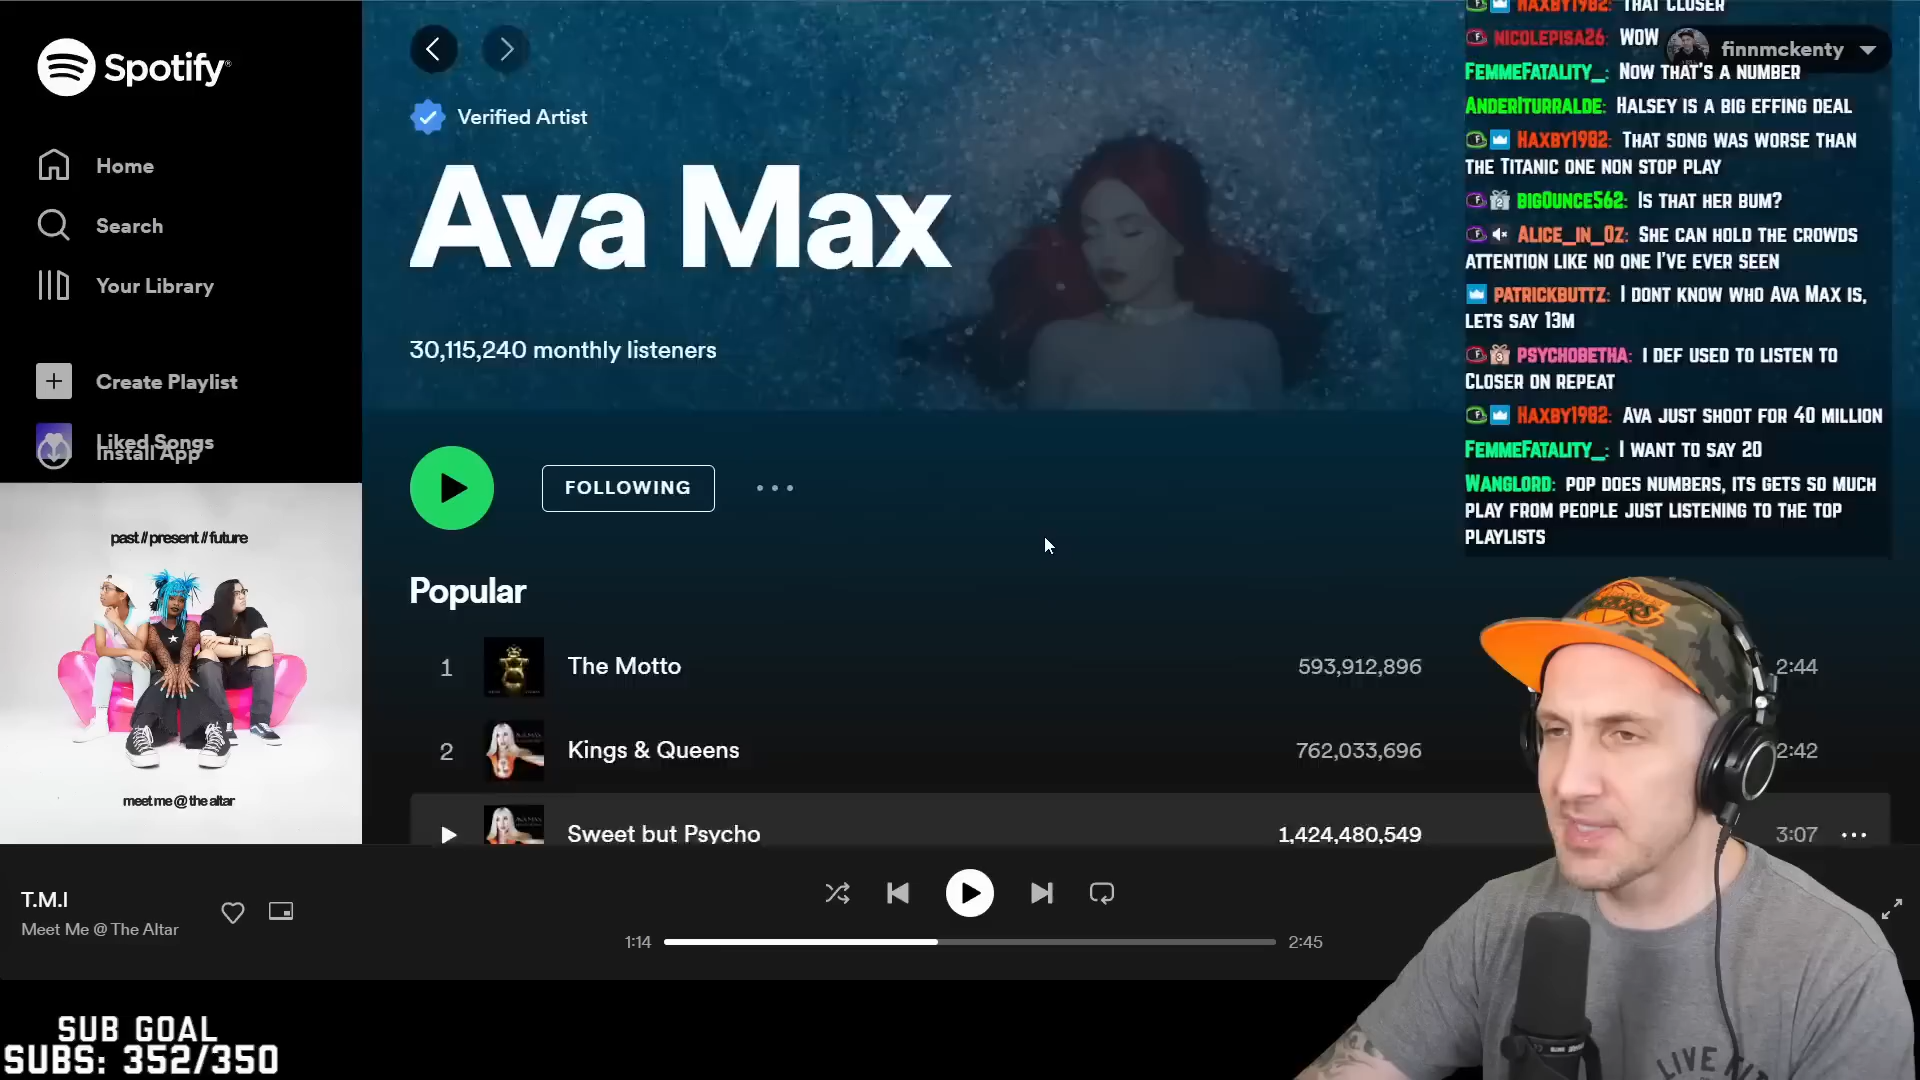 Spotify
Home
Search
Your Library
Create Playlist
Liked Songs
Install App
past // present // future
meet me @ the altar
T.M.I
Meet Me @ The Altar
SUB GOAL
SUBS: 352/350
Verified Artist
Ava Max
30,115,240 monthly listeners
FOLLOWING
Popular
1 The Motto 593,912,896 2:44
2 Kings & Queens 762,033,696 2:42
Sweet but Psycho 1,424,480,549 3:07
1:14 2:45
finnmckenty
HAXBY1982: THAT CLOSER
NICOLEPISA26: WOW
FEMMEFATALITY_: NOW THAT'S A NUMBER
ANDERITURRALDE: HALSEY IS A BIG EFFING DEAL
HAXBY1982: THAT SONG WAS WORSE THAN
THE TITANIC ONE NON STOP PLAY
BIGOUNCE562: IS THAT HER BUM?
ALICE_IN_OZ: SHE CAN HOLD THE CROWDS
ATTENTION LIKE NO ONE I'VE EVER SEEN
PATRICKBUTTZ: I DONT KNOW WHO AVA MAX IS,
LETS SAY 13M
PSYCHOBETHA: I DEF USED TO LISTEN TO
CLOSER ON REPEAT
HAXBY1982: AVA JUST SHOOT FOR 40 MILLION
FEMMEFATALITY_: I WANT TO SAY 20
WANGLORD: POP DOES NUMBERS, ITS GETS SO MUCH
PLAY FROM PEOPLE JUST LISTENING TO THE TOP
PLAYLISTS
LIVE